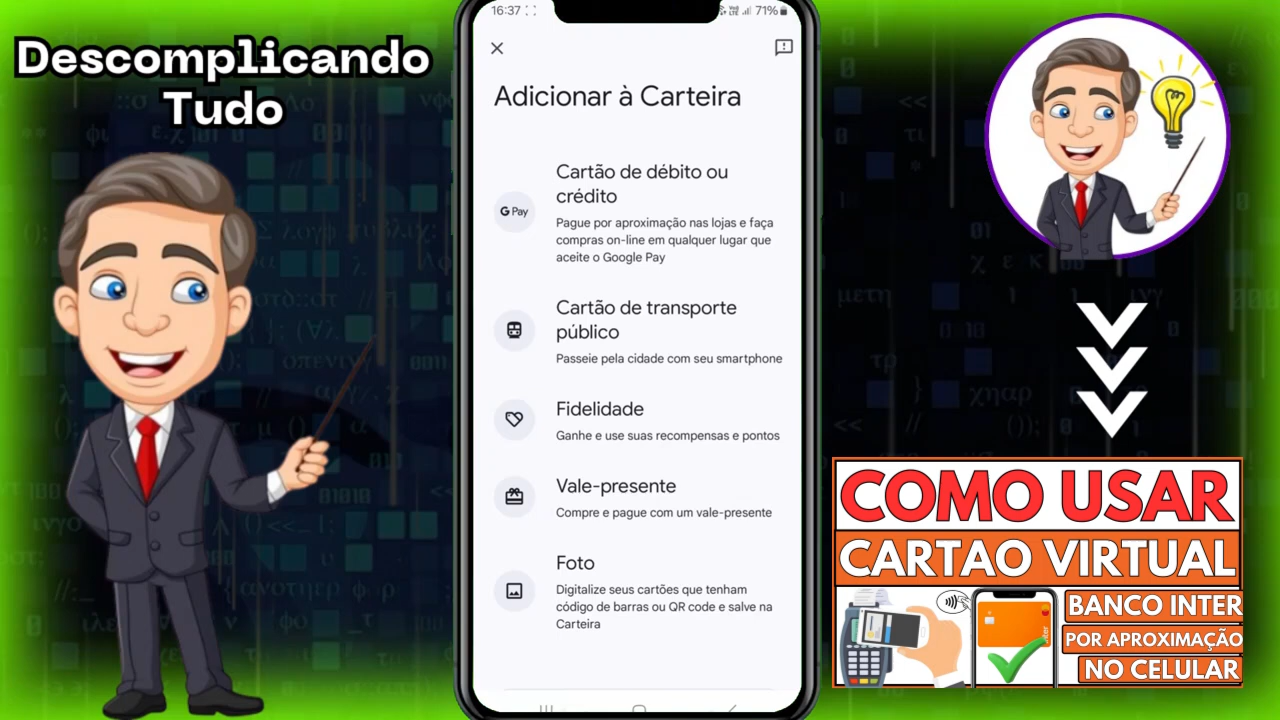 Descomplicando
Tudo
16:37
71%
Adicionar à Carteira
G Pay
Cartão de débito ou
crédito
Pague por aproximação nas lojas e faça
compras on-line em qualquer lugar que
aceite o Google Pay
Cartão de transporte
público
Passeie pela cidade com seu smartphone
Fidelidade
Ganhe e use suas recompensas e pontos
Vale-presente
Compre e pague com um vale-presente
Foto
Digitalize seus cartões que tenham
código de barras ou QR code e salve na
Carteira
COMO USAR
CARTAO VIRTUAL
BANCO INTER
POR APROXIMAÇÃO
NO CELULAR
inter